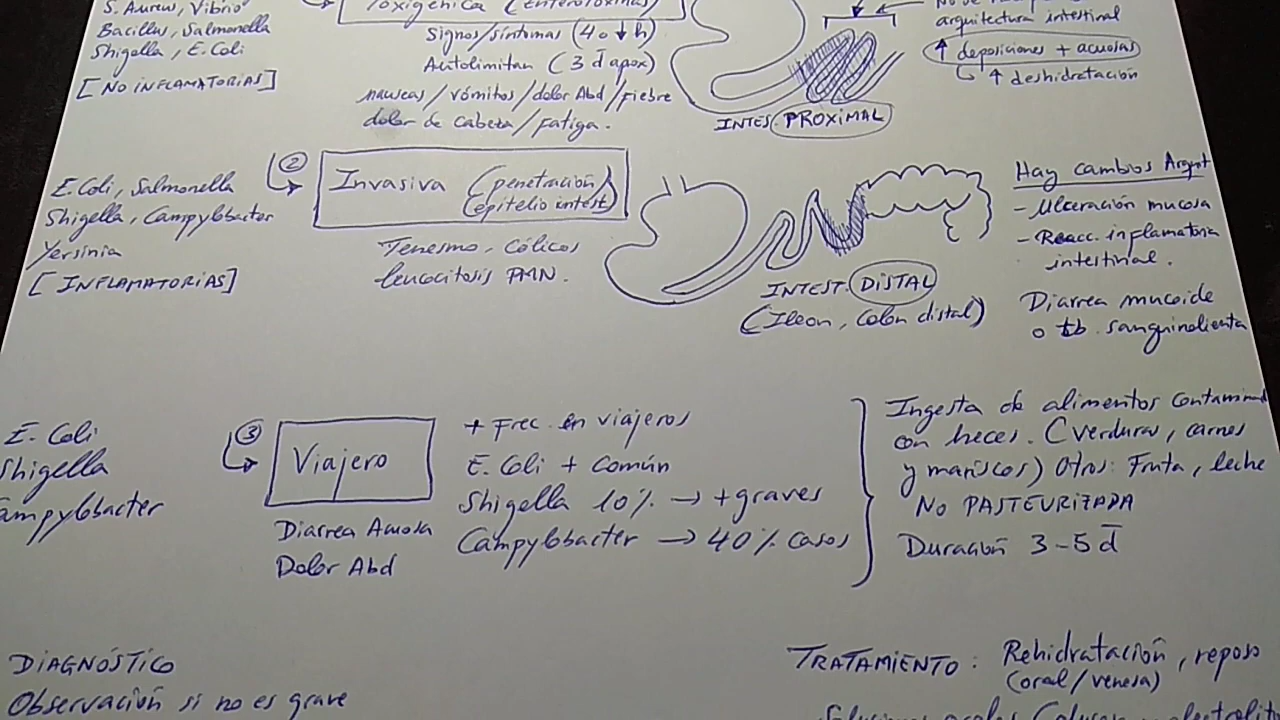 S. Aureus, Vibrio
Bacillus, Salmonella
Shigella, E. Coli
[NO INFLAMATORIAS]
Toxigénica (Enterotoxinas)
Signos/síntomas (40 ↓ h)
Autolimitan (3 d apox)
nauseas/vómitos/dolor Abd/fiebre
dolor de cabeza/fatiga.
INTES. PROXIMAL
arquitectura intestinal
↑ deposiciones + acuosas
↑ deshidratación
E. Coli, Salmonella
Shigella, Campylobacter
Yersinia
[INFLAMATORIAS]
②
Invasiva (penetración
epitelio intest)
Tenesmo, Cólicos
leucocitosis PMN.
INTEST. DISTAL
(Ileon, Colon distal)
Hay cambios Arqut
- Ulceración mucosa
- Reacc. inflamatoria
intestinal.
Diarrea mucoide
o tb. sanguinolienta
E. Coli
Shigella
ampylobacter
③
Viajero
Diarrea Acuosa
Dolor Abd
+ Frec. en viajeros
E. Coli + Común
Shigella 10% → + graves
Campylobacter → 40% casos
Ingesta de alimentos contamin
con heces. (verduras, carnes
y mariscos) Otros: Fruta, leche
NO PASTEURIZADA
Duración 3-5 d
DIAGNÓSTICO
Observación si no es grave
TRATAMIENTO: Rehidratación, reposo
(oral/venosa)